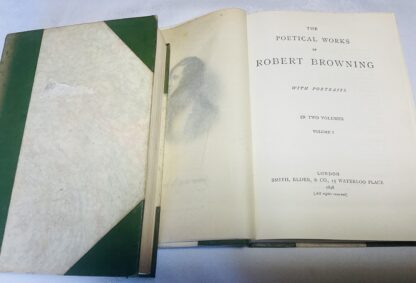 THE
POETICAL WORKS
OF
ROBERT BROWNING
WITH PORTRAITS
IN TWO VOLUMES
VOLUME I
LONDON
SMITH, ELDER, & CO., 15 WATERLOO PLACE
[All rights reserved]